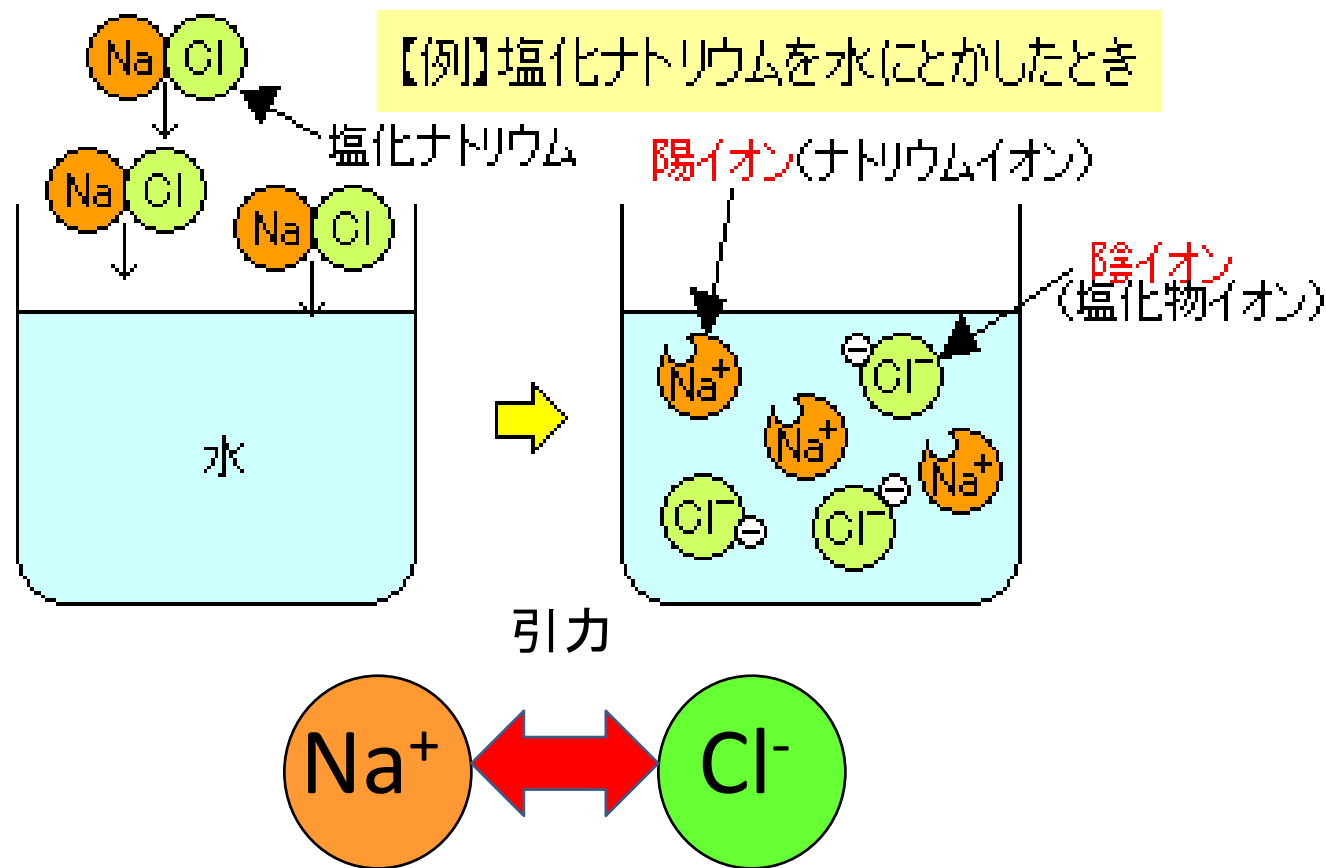 Na Cl
【例】塩化ナトリウムを水にとかしたとき
塩化ナトリウム
Na Cl
Na Cl
陽イオン(ナトリウムイオン)
陰イオン
(塩化物イオン)
水
Na⁺
Cl⁻
⊖
Na⁺
Na⁺
Cl⁻
⊖
Cl⁻
⊖
引力
Na⁺
Cl⁻